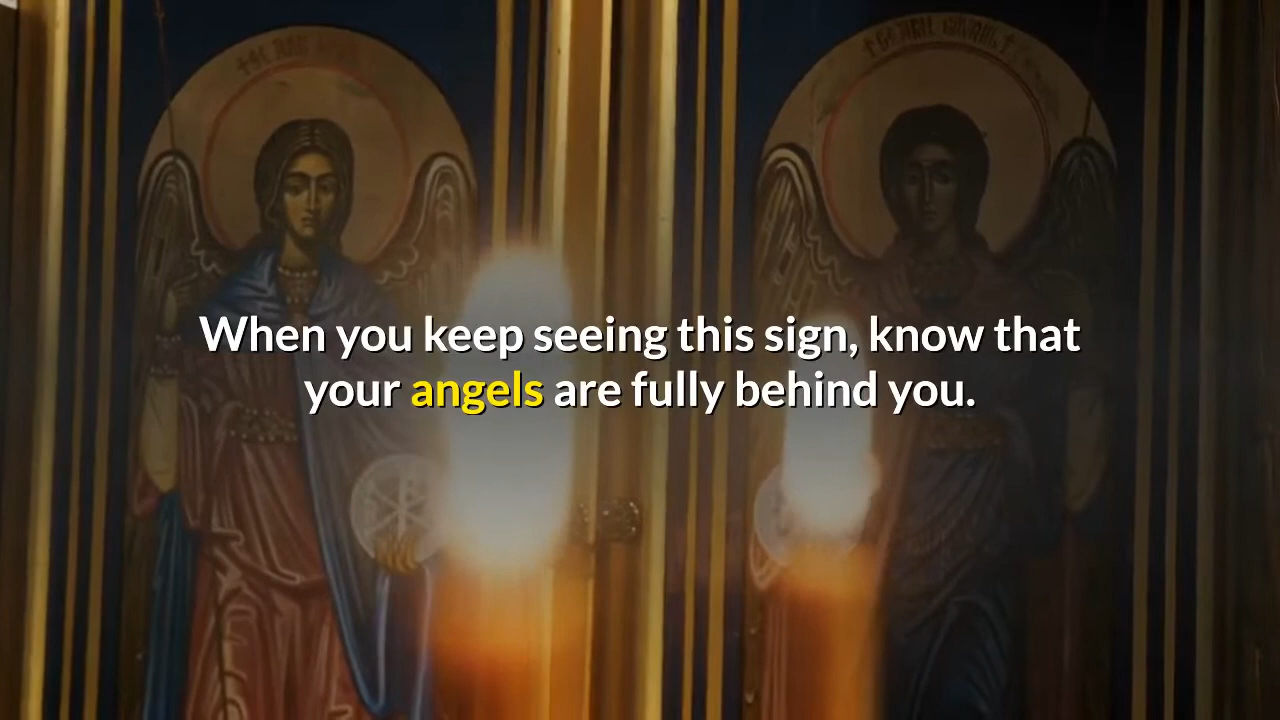 When you keep seeing this sign, know that
your angels are fully behind you.